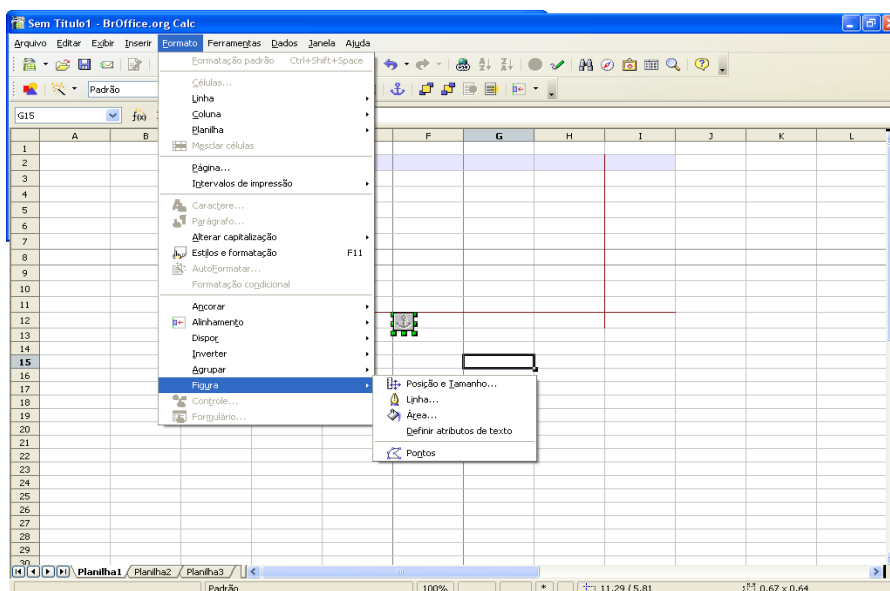 Sem Título1 - BrOffice.org Calc
Arquivo Editar Exibir Inserir Formato Ferramentas Dados Janela Ajuda
Formatação padrão Ctrl+Shift+Space
Padrão
Células...
Linha
Coluna
Planilha
Mesclar células
Página...
Intervalos de impressão
Caractere...
Parágrafo...
Alterar capitalização
Estilos e formatação F11
AutoFormatar...
Formatação condicional
Ancorar
Alinhamento
Dispor
Inverter
Agrupar
Figura
Controle...
Formulário...
Posição e Tamanho...
Linha...
Área...
Definir atributos de texto
Pontos
G15 f(x)
A B F G H I J K L
1
2
3
4
5
6
7
8
9
10
11
12
13
14
15
16
17
18
19
20
21
22
23
24
25
26
27
28
29
30
Planilha1 Planilha2 Planilha3
Padrão 100% * 11,29 / 5,81 0,67 x 0,64